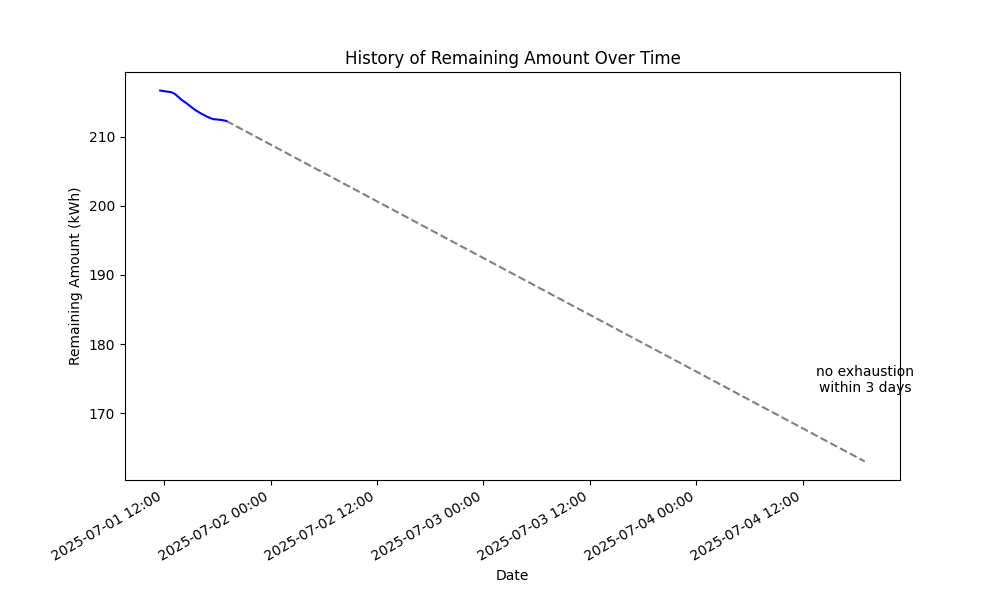 History of Remaining Amount Over Time
Remaining Amount (kWh)
210
200
190
180
170
no exhaustion
within 3 days
2025-07-01 12:00
2025-07-02 00:00
2025-07-02 12:00
2025-07-03 00:00
2025-07-03 12:00
2025-07-04 00:00
2025-07-04 12:00
Date